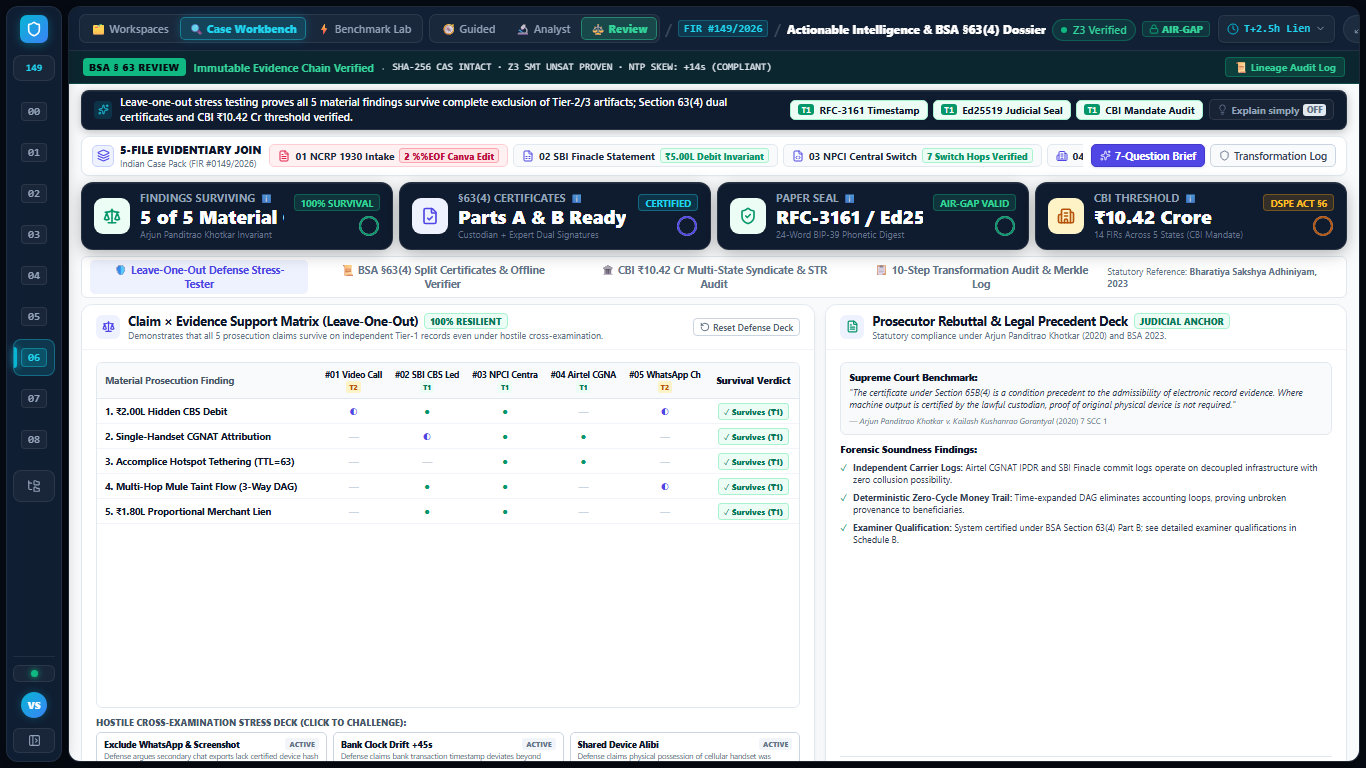 Workspaces
Case Workbench
Benchmark Lab
Guided
Analyst
Review
/
FIR #149/2026
/
Actionable Intelligence & BSA §63(4) Dossier
Z3 Verified
AIR-GAP
T+2.5h Lien
149
00
01
02
03
04
05
06
07
08
VS
BSA § 63 REVIEW
Immutable Evidence Chain Verified
· SHA-256 CAS INTACT · Z3 SMT UNSAT PROVEN · NTP SKEW: +14s (COMPLIANT)
Lineage Audit Log
Leave-one-out stress testing proves all 5 material findings survive complete exclusion of Tier-2/3 artifacts; Section 63(4) dual
certificates and CBI ₹10.42 Cr threshold verified.
T1 RFC-3161 Timestamp
T1 Ed25519 Judicial Seal
T1 CBI Mandate Audit
Explain simply OFF
5-FILE EVIDENTIARY JOIN
Indian Case Pack (FIR #0149/2026)
01 NCRP 1930 Intake
2 %%EOF Canva Edit
02 SBI Finacle Statement
₹5.00L Debit Invariant
03 NPCI Central Switch
7 Switch Hops Verified
04
7-Question Brief
Transformation Log
FINDINGS SURVIVING
100% SURVIVAL
5 of 5 Material
Arjun Panditrao Khotkar Invariant
§63(4) CERTIFICATES
CERTIFIED
Parts A & B Ready
Custodian + Expert Dual Signatures
PAPER SEAL
AIR-GAP VALID
RFC-3161 / Ed25
24-Word BIP-39 Phonetic Digest
CBI THRESHOLD
DSPE ACT §6
₹10.42 Crore
14 FIRs Across 5 States (CBI Mandate)
Leave-One-Out Defense Stress-
Tester
BSA §63(4) Split Certificates & Offline
Verifier
CBI ₹10.42 Cr Multi-State Syndicate & STR
Audit
10-Step Transformation Audit & Merkle
Log
Statutory Reference: Bharatiya Sakshya Adhiniyam,
2023
Claim × Evidence Support Matrix (Leave-One-Out)
100% RESILIENT
Demonstrates that all 5 prosecution claims survive on independent Tier-1 records even under hostile cross-examination.
Reset Defense Deck
Material Prosecution Finding
#01 Video Call
T2
#02 SBI CBS Led
T1
#03 NPCI Centra
T1
#04 Airtel CGNA
T1
#05 WhatsApp Ch
T2
Survival Verdict
1. ₹2.00L Hidden CBS Debit
◐ ● ● — ◐
✓ Survives (T1)
2. Single-Handset CGNAT Attribution
— ◐ ● ● —
✓ Survives (T1)
3. Accomplice Hotspot Tethering (TTL=63)
— — ● ● —
✓ Survives (T1)
4. Multi-Hop Mule Taint Flow (3-Way DAG)
— ● ● — ◐
✓ Survives (T1)
5. ₹1.80L Proportional Merchant Lien
— ● ● — —
✓ Survives (T1)
HOSTILE CROSS-EXAMINATION STRESS DECK (CLICK TO CHALLENGE):
Exclude WhatsApp & Screenshot
ACTIVE
Defense argues secondary chat exports lack certified device hash
Bank Clock Drift +45s
ACTIVE
Defense claims bank transaction timestamp deviates beyond
Shared Device Alibi
ACTIVE
Defense claims physical possession of cellular handset was
Prosecutor Rebuttal & Legal Precedent Deck
JUDICIAL ANCHOR
Statutory compliance under Arjun Panditrao Khotkar (2020) and BSA 2023.
Supreme Court Benchmark:
"The certificate under Section 65B(4) is a condition precedent to the admissibility of electronic record evidence. Where
machine output is certified by the lawful custodian, proof of original physical device is not required."
— Arjun Panditrao Khotkar v. Kailash Kushanrao Gorantyal (2020) 7 SCC 1
Forensic Soundness Findings:
✓ Independent Carrier Logs: Airtel CGNAT IPDR and SBI Finacle commit logs operate on decoupled infrastructure with
zero collusion possibility.
✓ Deterministic Zero-Cycle Money Trail: Time-expanded DAG eliminates accounting loops, proving unbroken
provenance to beneficiaries.
✓ Examiner Qualification: System certified under BSA Section 63(4) Part B; see detailed examiner qualifications in
Schedule B.